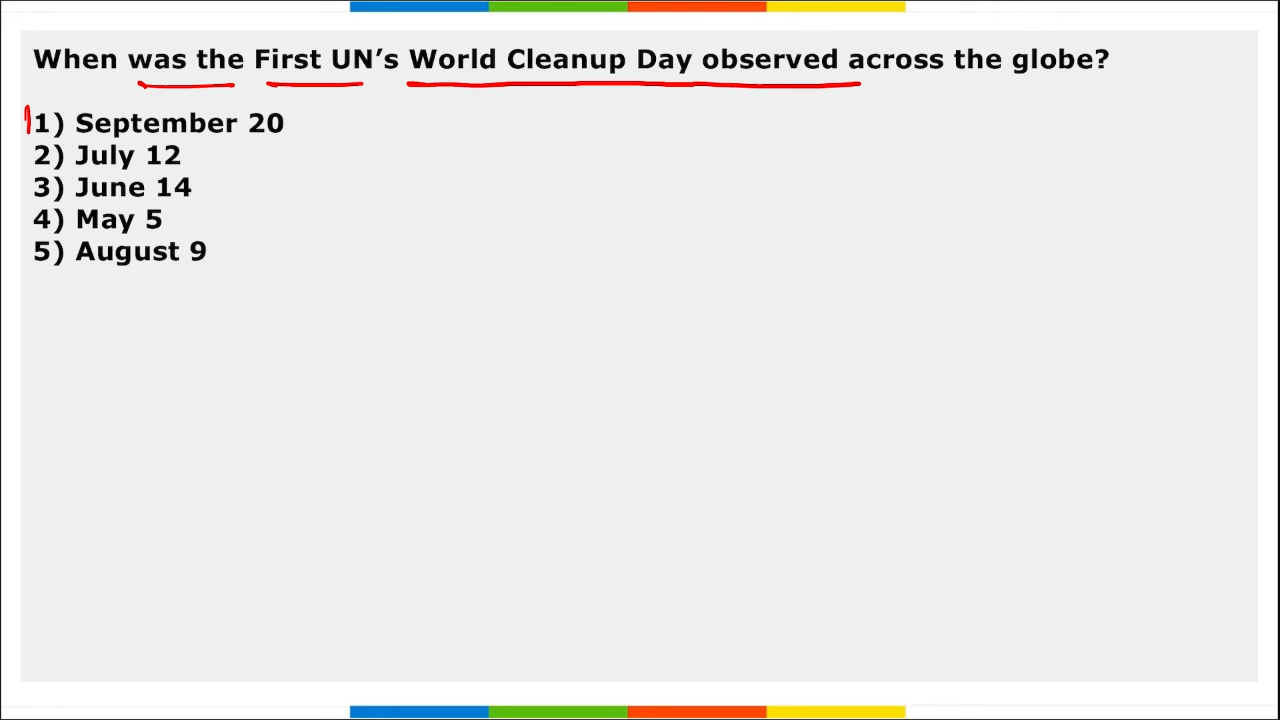 When was the First UN’s World Cleanup Day observed across the globe?
1) September 20
2) July 12
3) June 14
4) May 5
5) August 9